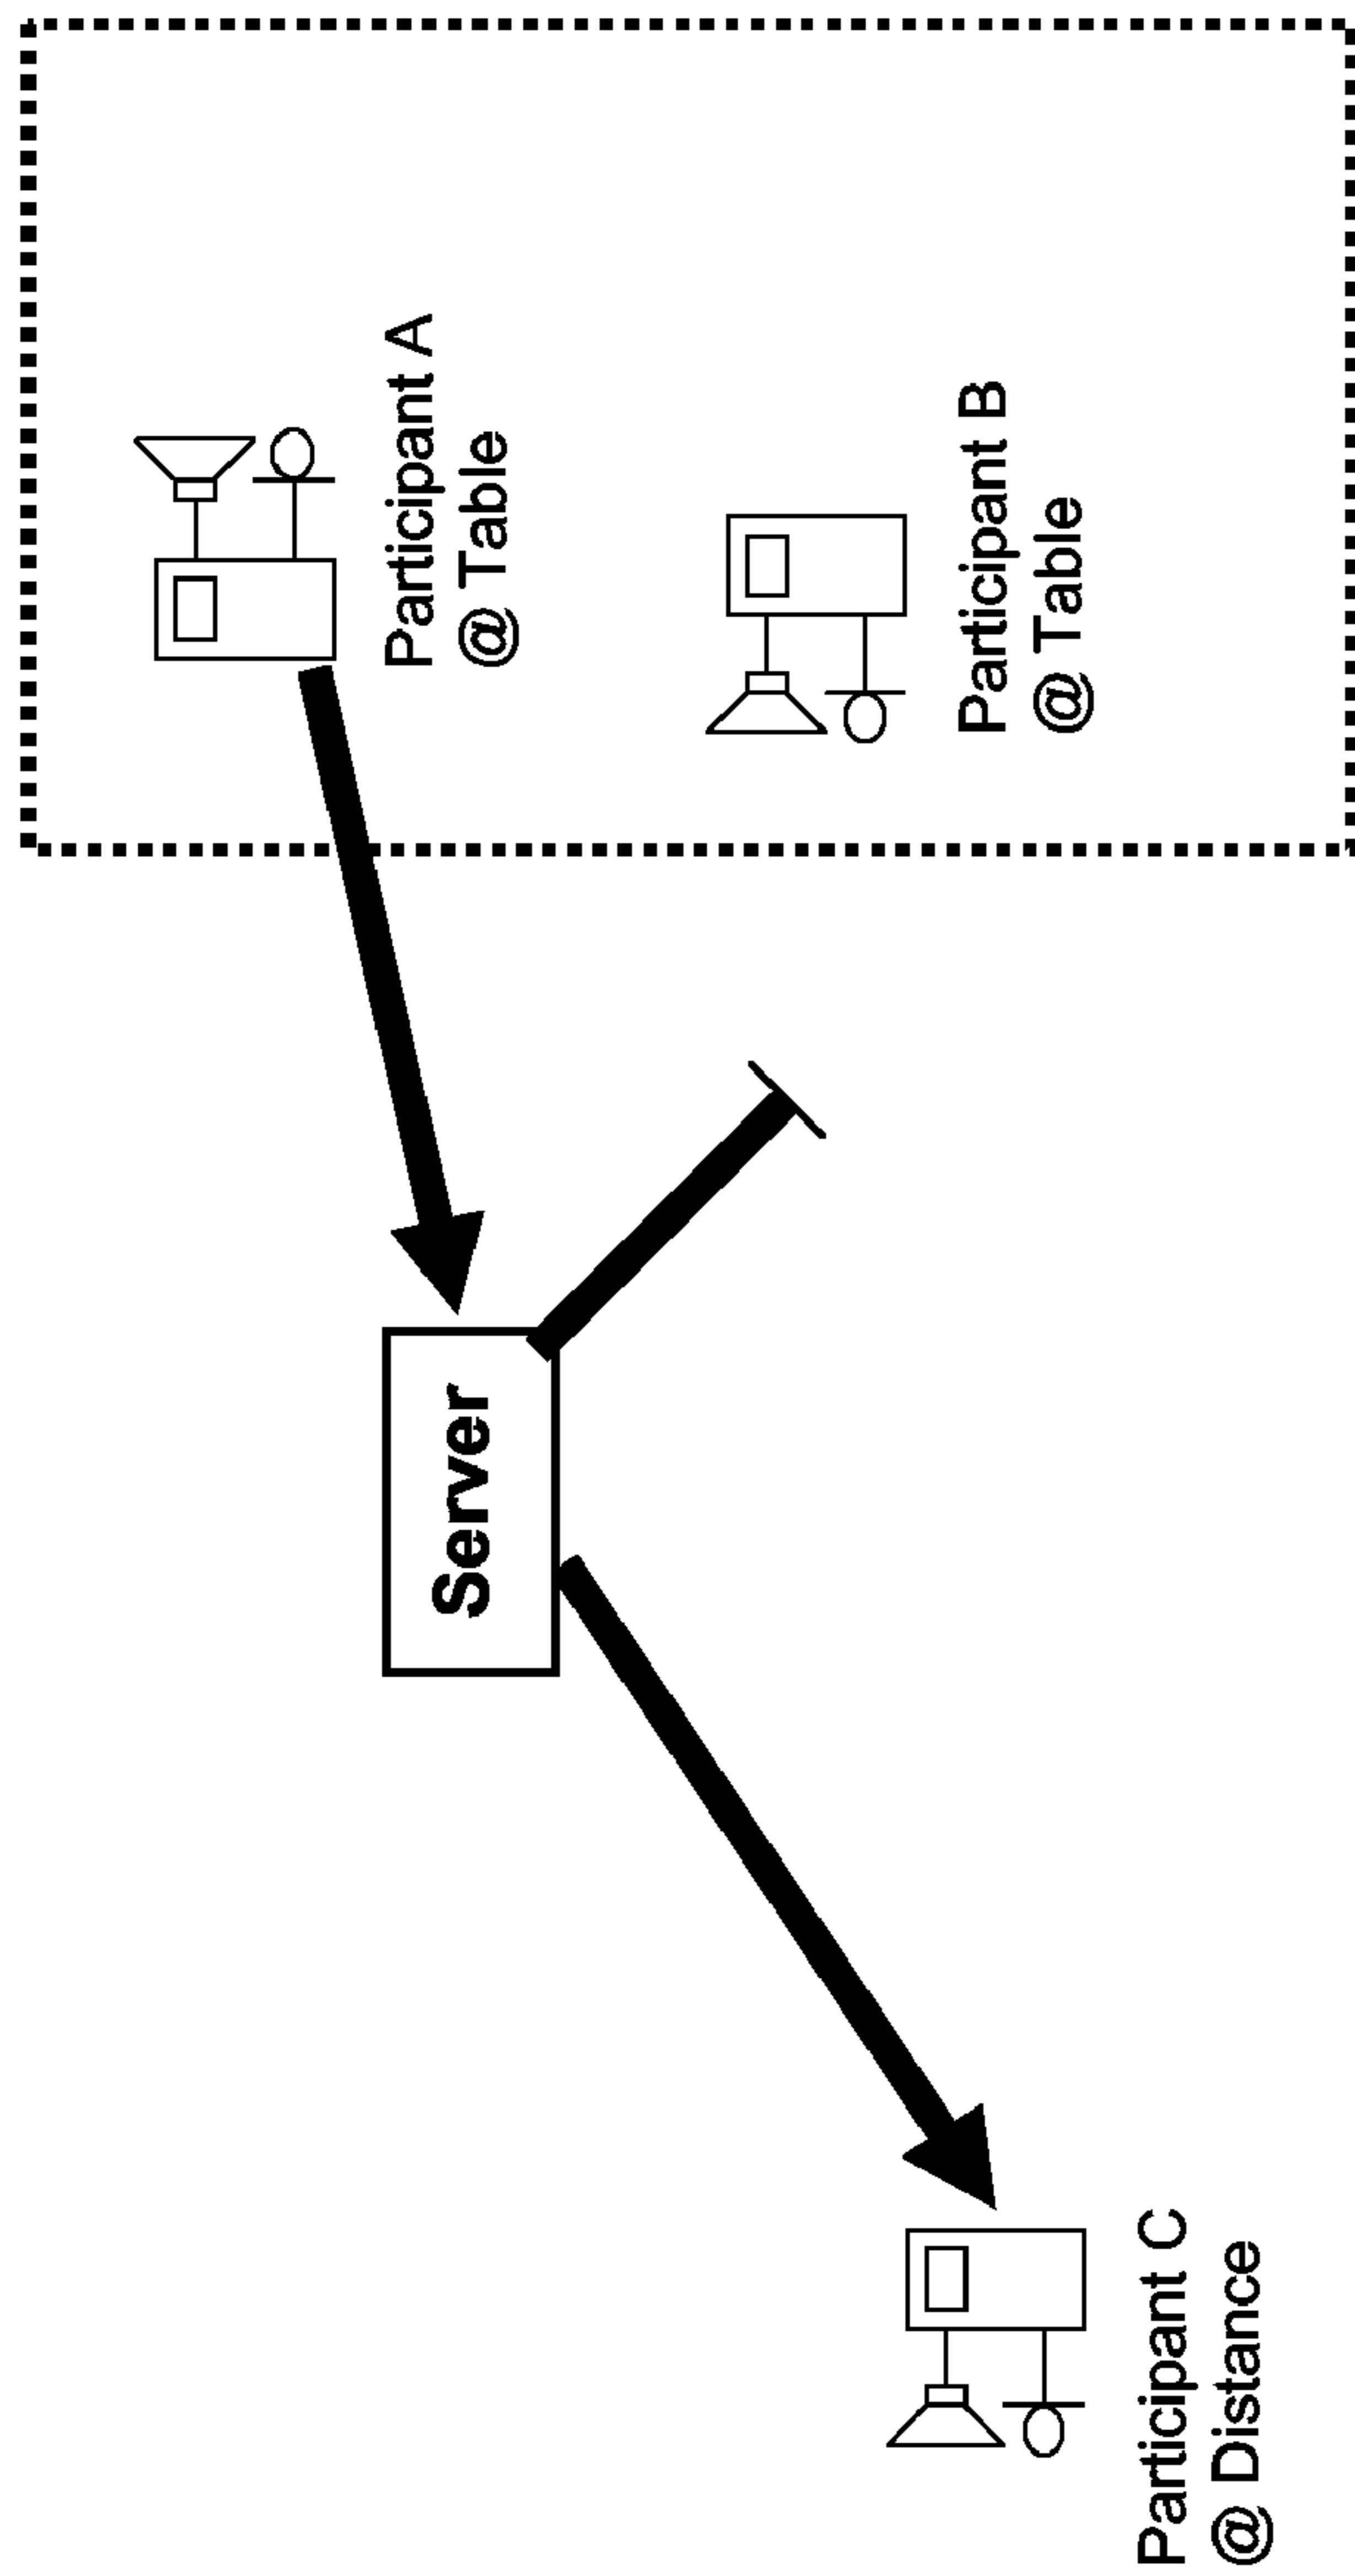 Participant A
@ Table
Participant B
@ Table
Server
Participant C
@ Distance